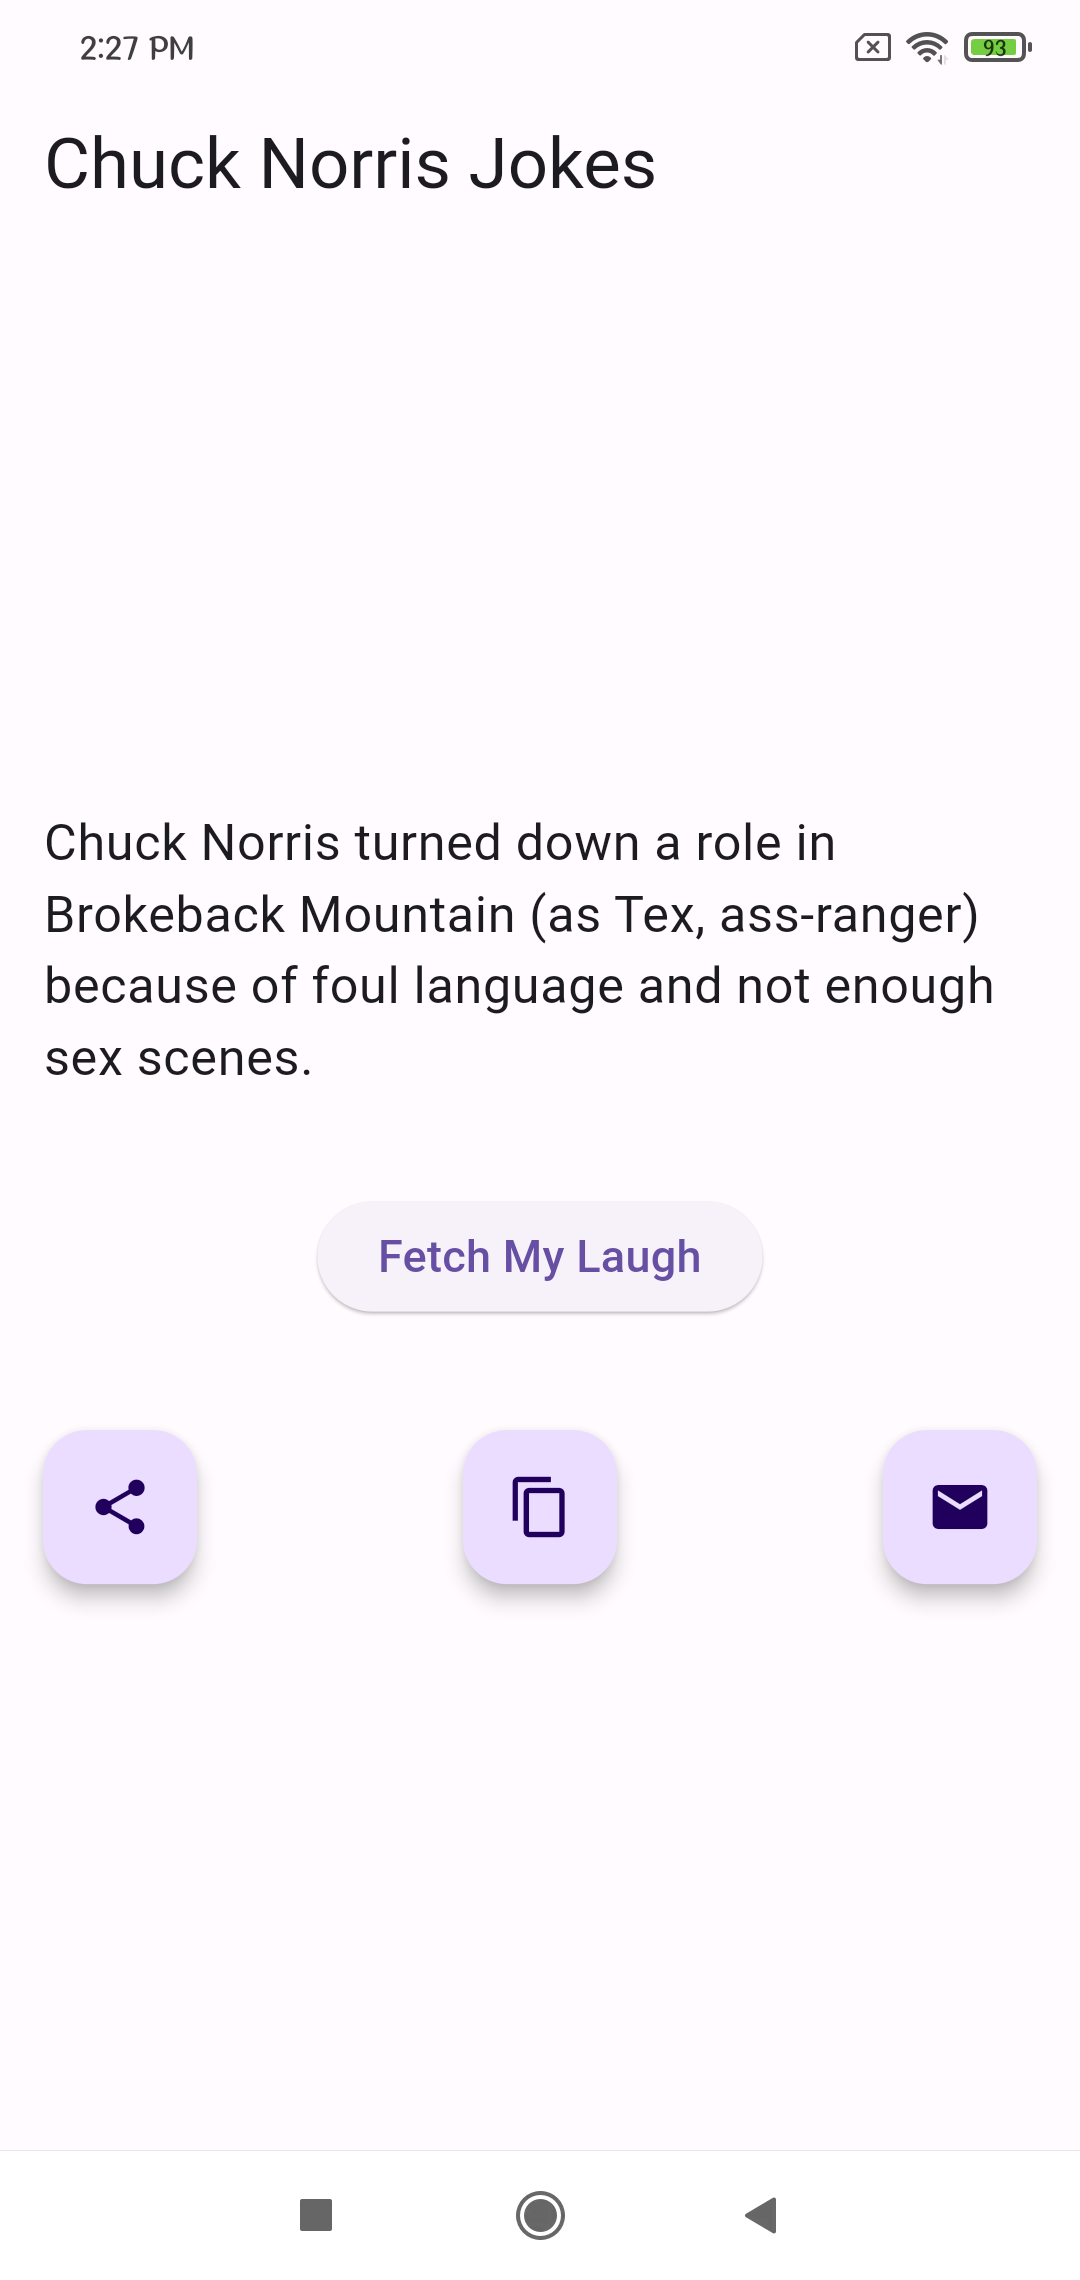 2:27 PM
93
Chuck Norris Jokes
Chuck Norris turned down a role in
Brokeback Mountain (as Tex, ass-ranger)
because of foul language and not enough
sex scenes.
Fetch My Laugh